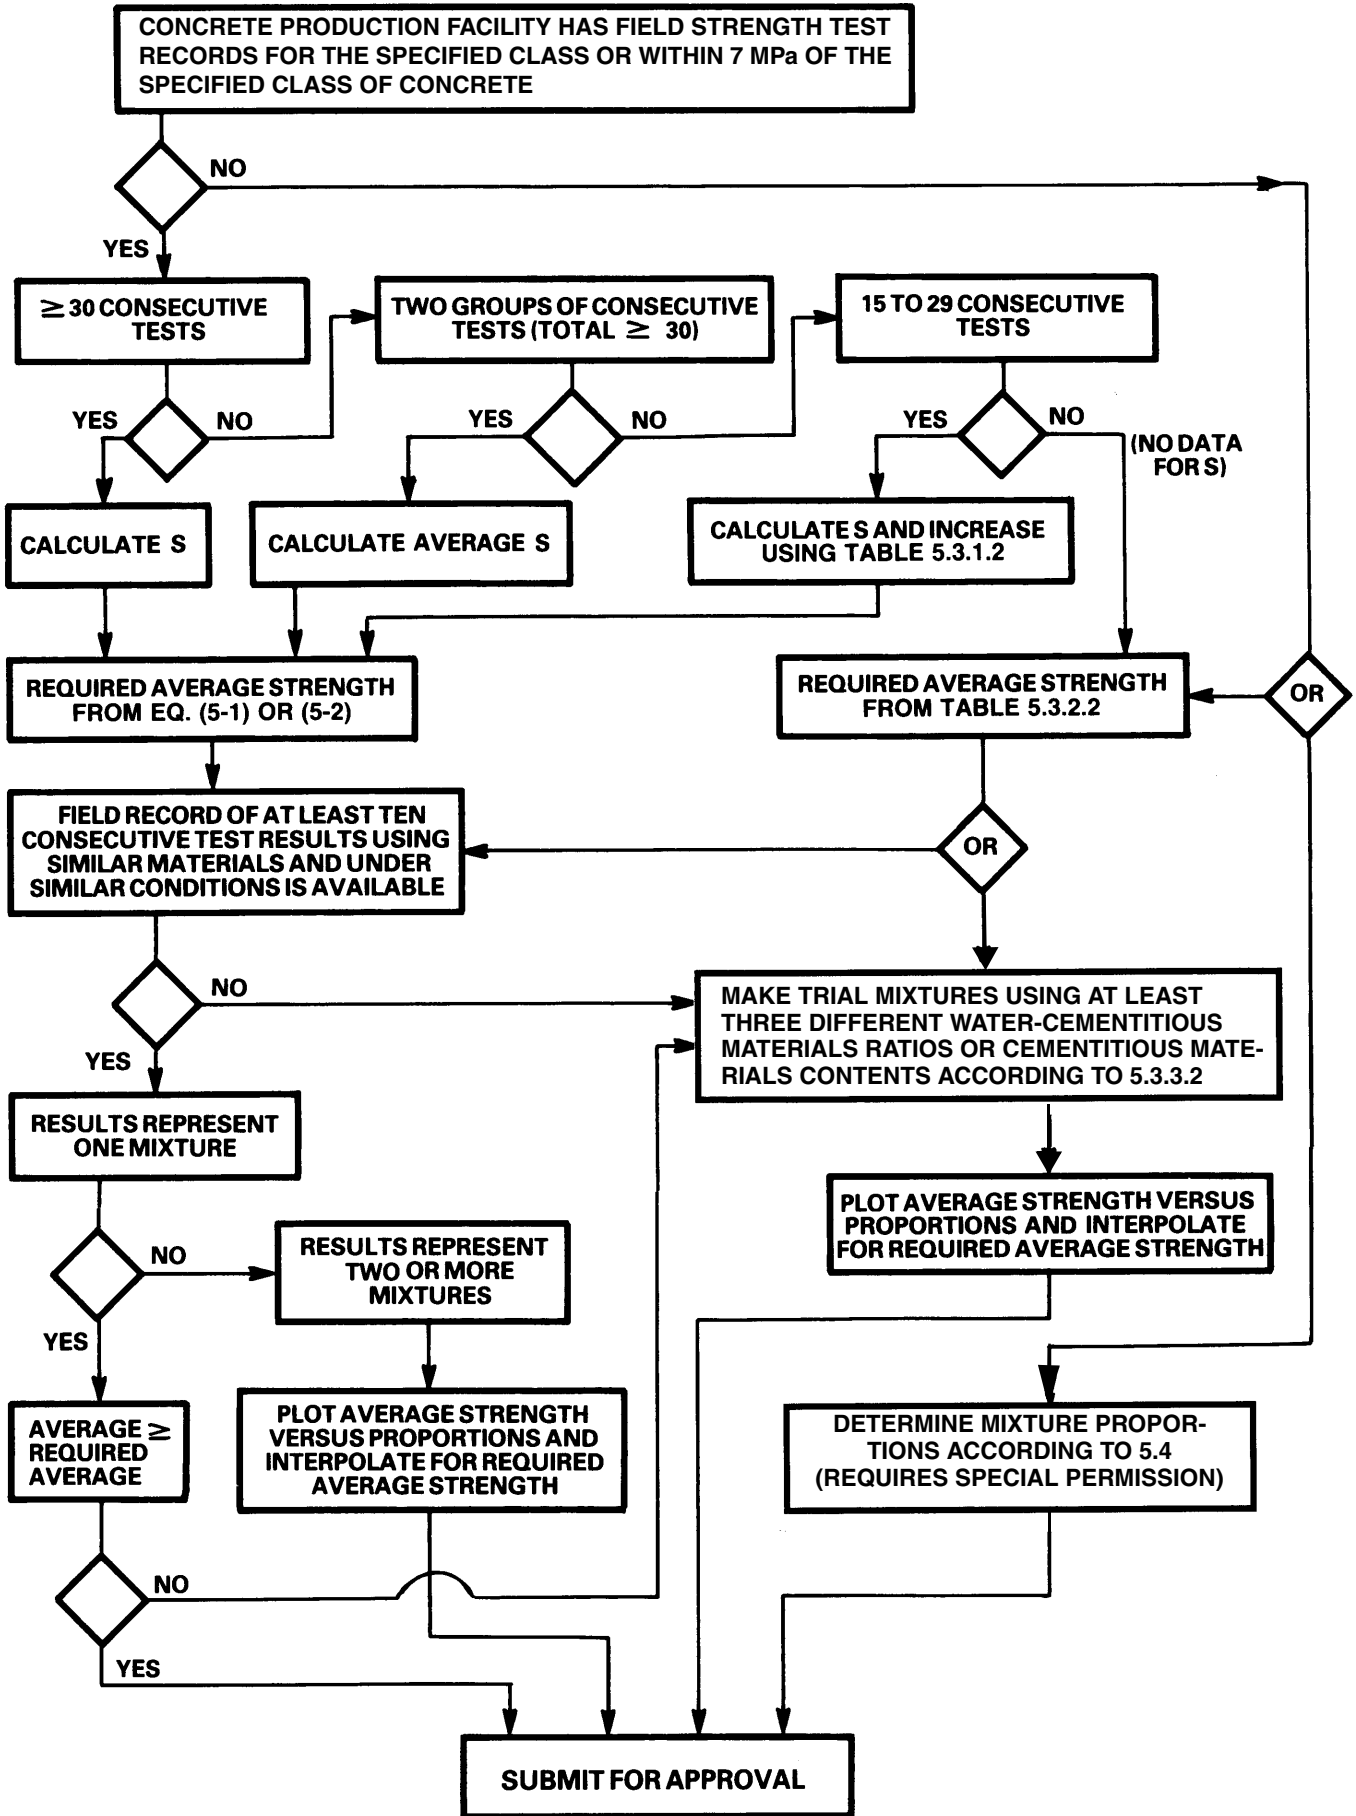 CONCRETE PRODUCTION FACILITY HAS FIELD STRENGTH TEST
RECORDS FOR THE SPECIFIED CLASS OR WITHIN 7 MPa OF THE
SPECIFIED CLASS OF CONCRETE
NO
YES
≥ 30 CONSECUTIVE
TESTS
TWO GROUPS OF CONSECUTIVE
TESTS (TOTAL ≥ 30)
15 TO 29 CONSECUTIVE
TESTS
YES
NO
YES
NO
YES
NO
(NO DATA
FOR S)
CALCULATE S
CALCULATE AVERAGE S
CALCULATE S AND INCREASE
USING TABLE 5.3.1.2
REQUIRED AVERAGE STRENGTH
FROM EQ. (5-1) OR (5-2)
REQUIRED AVERAGE STRENGTH
FROM TABLE 5.3.2.2
OR
FIELD RECORD OF AT LEAST TEN
CONSECUTIVE TEST RESULTS USING
SIMILAR MATERIALS AND UNDER
SIMILAR CONDITIONS IS AVAILABLE
OR
NO
YES
MAKE TRIAL MIXTURES USING AT LEAST
THREE DIFFERENT WATER-CEMENTITIOUS
MATERIALS RATIOS OR CEMENTITIOUS MATE-
RIALS CONTENTS ACCORDING TO 5.3.3.2
RESULTS REPRESENT
ONE MIXTURE
PLOT AVERAGE STRENGTH VERSUS
PROPORTIONS AND INTERPOLATE
FOR REQUIRED AVERAGE STRENGTH
NO
YES
RESULTS REPRESENT
TWO OR MORE
MIXTURES
AVERAGE ≥
REQUIRED
AVERAGE
PLOT AVERAGE STRENGTH
VERSUS PROPORTIONS AND
INTERPOLATE FOR REQUIRED
AVERAGE STRENGTH
DETERMINE MIXTURE PROPOR-
TIONS ACCORDING TO 5.4
(REQUIRES SPECIAL PERMISSION)
NO
YES
SUBMIT FOR APPROVAL